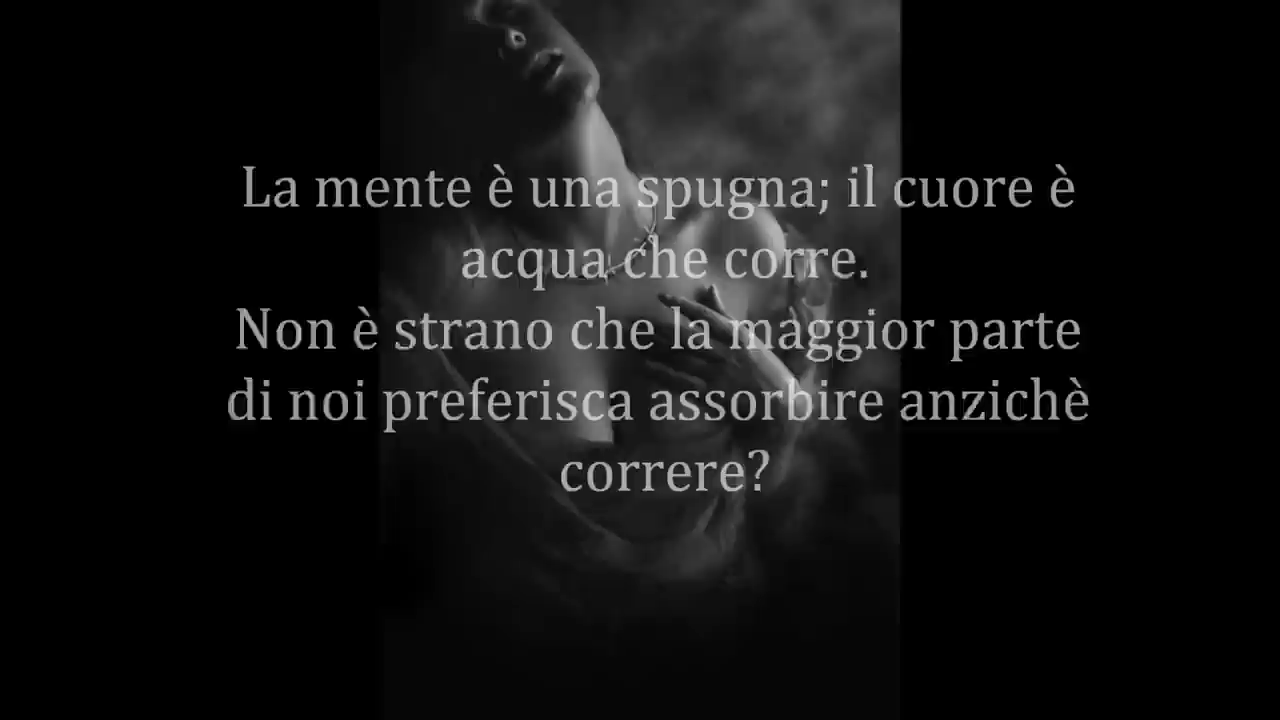 La mente è una spugna; il cuore è
acqua che corre.
Non è strano che la maggior parte
di noi preferisca assorbire anzichè
correre?